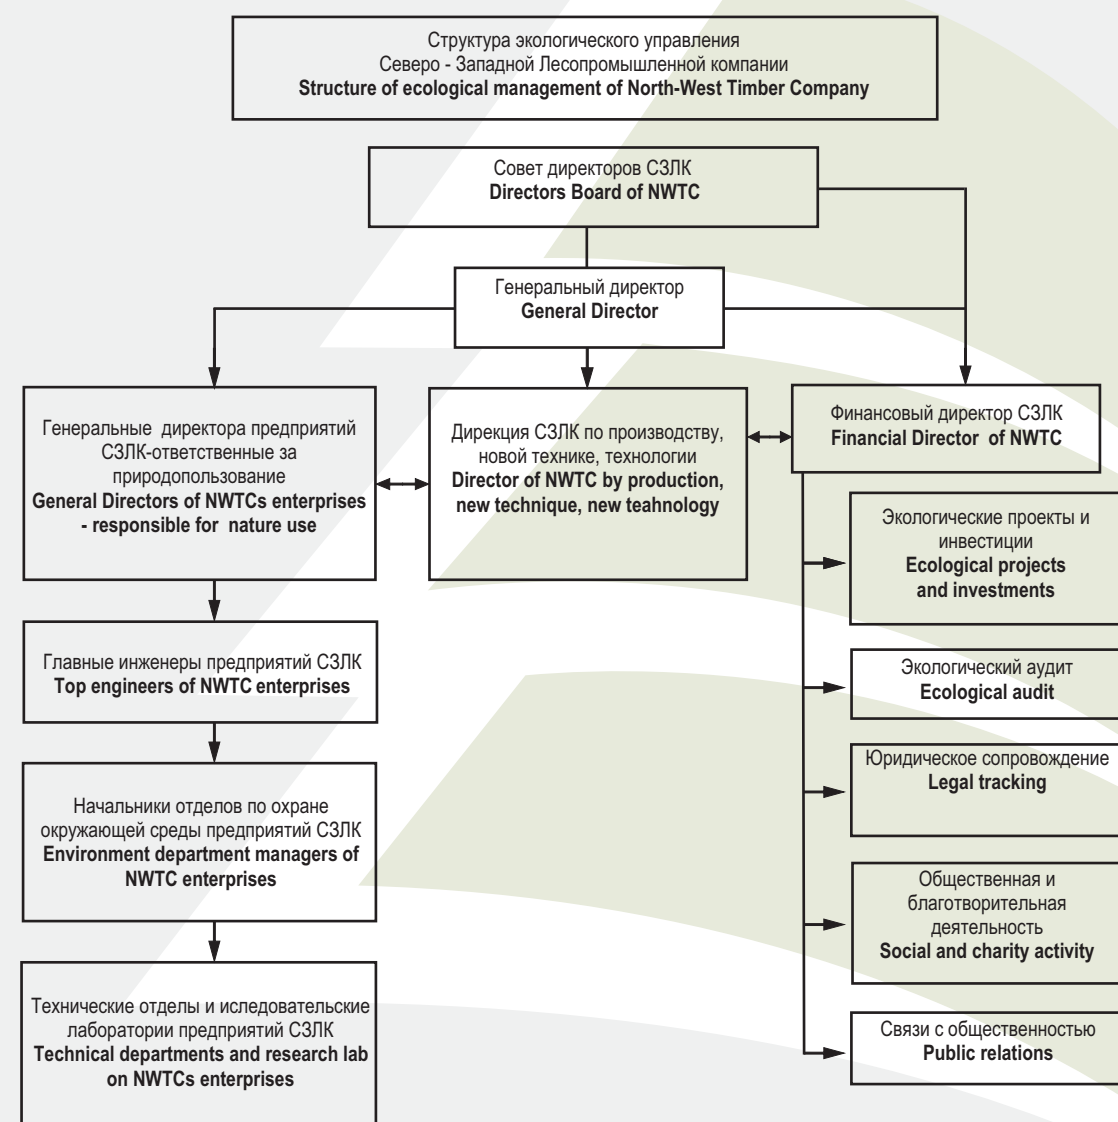 Структура экологического управления
Северо - Западной Лесопромышленной компании
Structure of ecological management of North-West Timber Company
Совет директоров СЗЛК
Directors Board of NWTC
Генеральный директор
General Director
Генеральные директора предприятий
СЗЛК-ответственные за
природопользование
General Directors of NWTCs enterprises
- responsible for nature use
Дирекция СЗЛК по производству,
новой технике, технологии
Director of NWTC by production,
new technique, new teahnology
Финансовый директор СЗЛК
Financial Director of NWTC
Экологические проекты и
инвестиции
Ecological projects
and investments
Экологический аудит
Ecological audit
Юридическое сопровождение
Legal tracking
Общественная и
благотворительная
деятельность
Social and charity activity
Связи с общественностью
Public relations
Главные инженеры предприятий СЗЛК
Top engineers of NWTC enterprises
Начальники отделов по охране
окружающей среды предприятий СЗЛК
Environment department managers of
NWTC enterprises
Технические отделы и иследовательские
лаборатории предприятий СЗЛК
Technical departments and research lab
on NWTCs enterprises